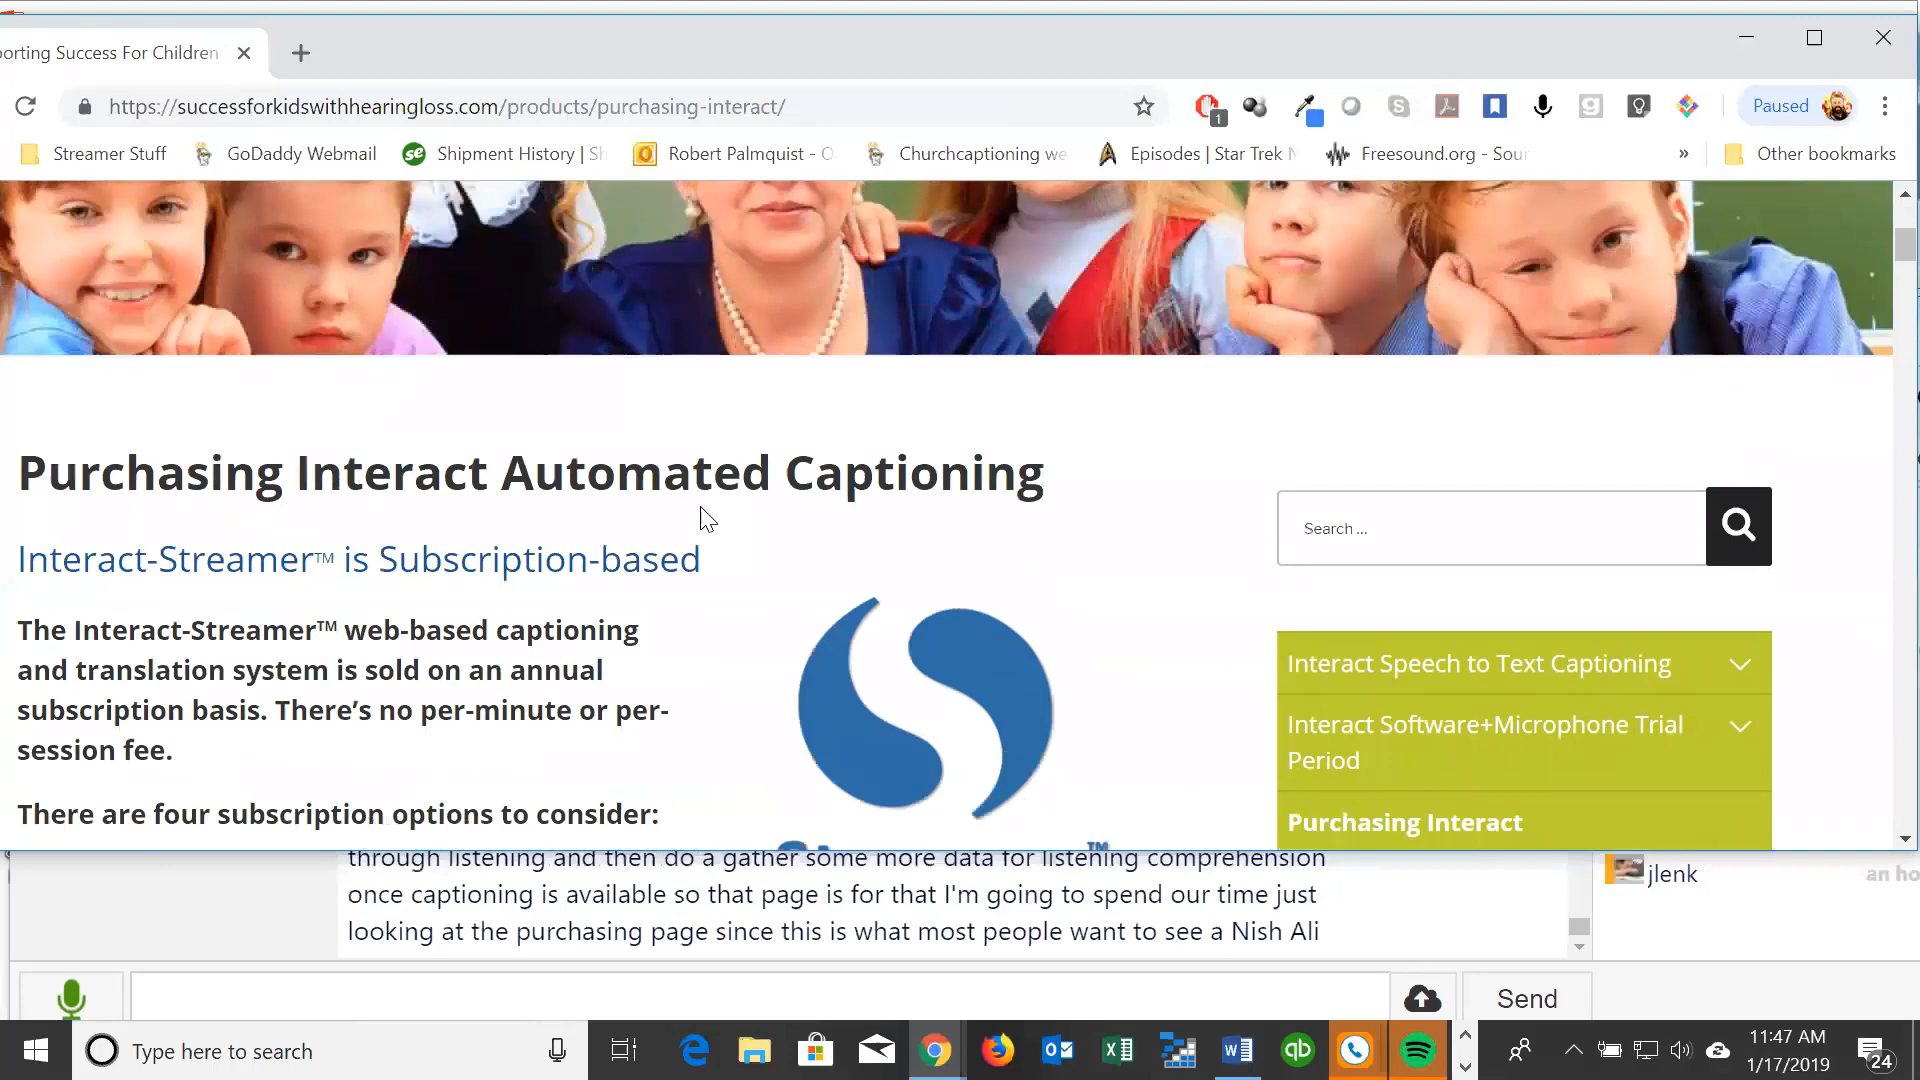 orting Success For Children
https://successforkidswithhearingloss.com/products/purchasing-interact/
1
Paused
Streamer Stuff
GoDaddy Webmail
Shipment History | Sh
Robert Palmquist - O
Churchcaptioning we
Episodes | Star Trek N
Freesound.org - Sour
»
Other bookmarks
Purchasing Interact Automated Captioning
Interact-Streamer™ is Subscription-based
The Interact-Streamer™ web-based captioning
and translation system is sold on an annual
subscription basis. There's no per-minute or per-
session fee.
There are four subscription options to consider:
™
Search ...
Interact Speech to Text Captioning
Interact Software+Microphone Trial
Period
Purchasing Interact
through listening and then do a gather some more data for listening comprehension
once captioning is available so that page is for that I'm going to spend our time just
looking at the purchasing page since this is what most people want to see a Nish Ali
jlenk
an ho
Send
Type here to search
11:47 AM
1/17/2019
24